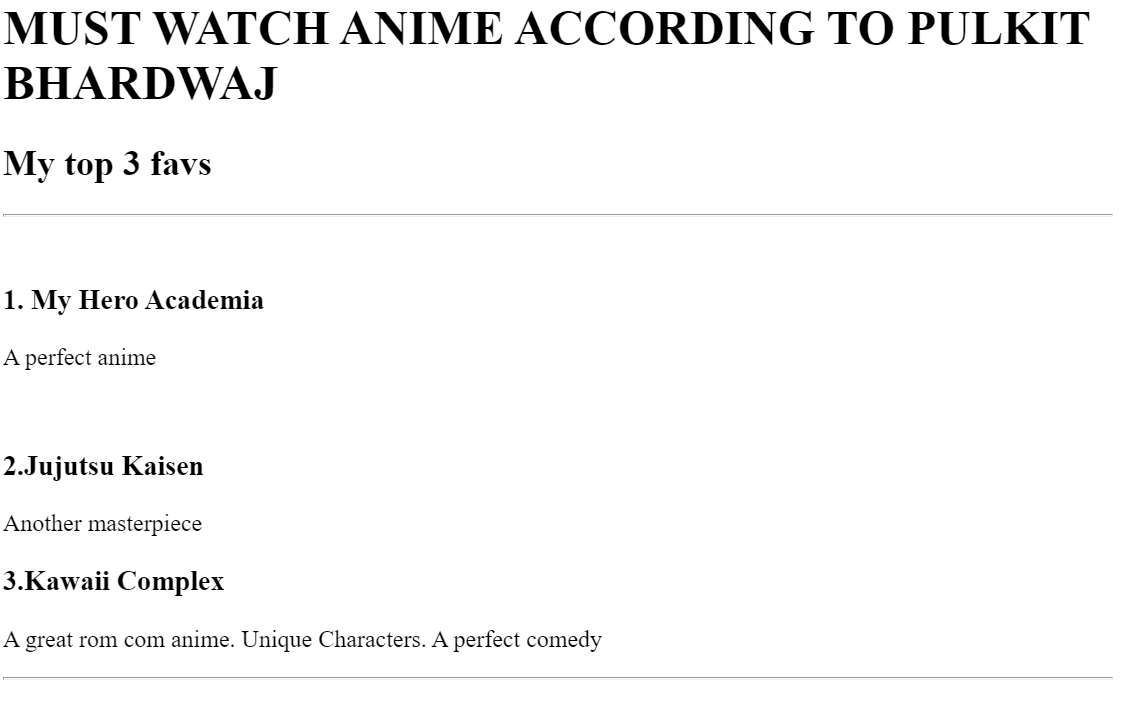 MUST WATCH ANIME ACCORDING TO PULKIT
BHARDWAJ
My top 3 favs
1. My Hero Academia
A perfect anime
2.Jujutsu Kaisen
Another masterpiece
3.Kawaii Complex
A great rom com anime. Unique Characters. A perfect comedy